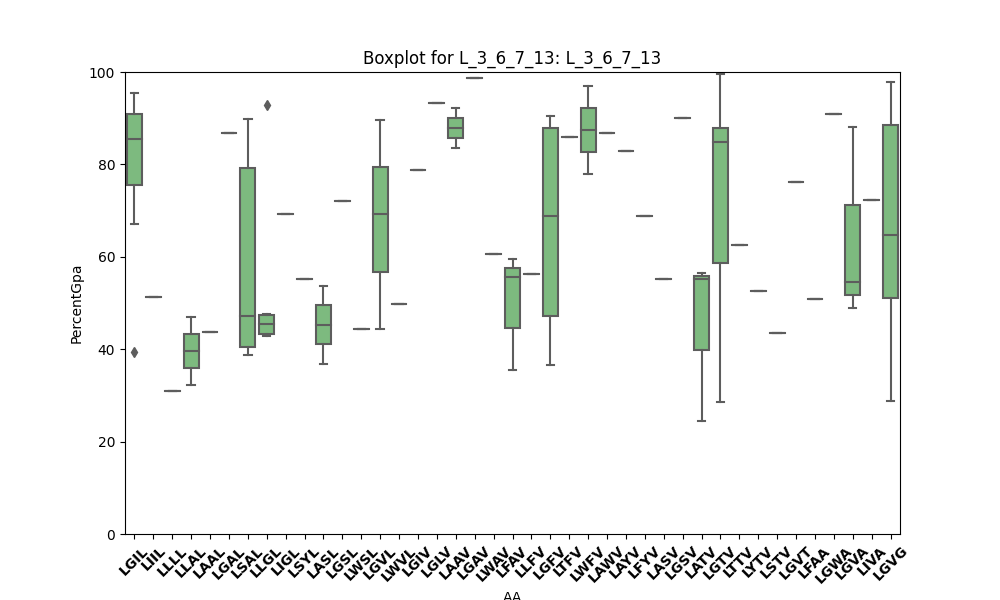 Boxplot for L_3_6_7_13: L_3_6_7_13
100
80
60
40
20
0
PercentGpa
LGIL LIIL LLLL LLAL LAAL LGAL LSAL LLGL LIGL LSYL LASL LGSL LWSL LGVL LWVL LGIV LGLV LAAV LGAV LWAV LFAV LLFV LGFV LTFV LWFV LAWV LAYV LFYV LASV LGSV LATV LGTV LTTV LYTV LSTV LGVT LFAA LGWA LGVA LIVA LGVG
AA